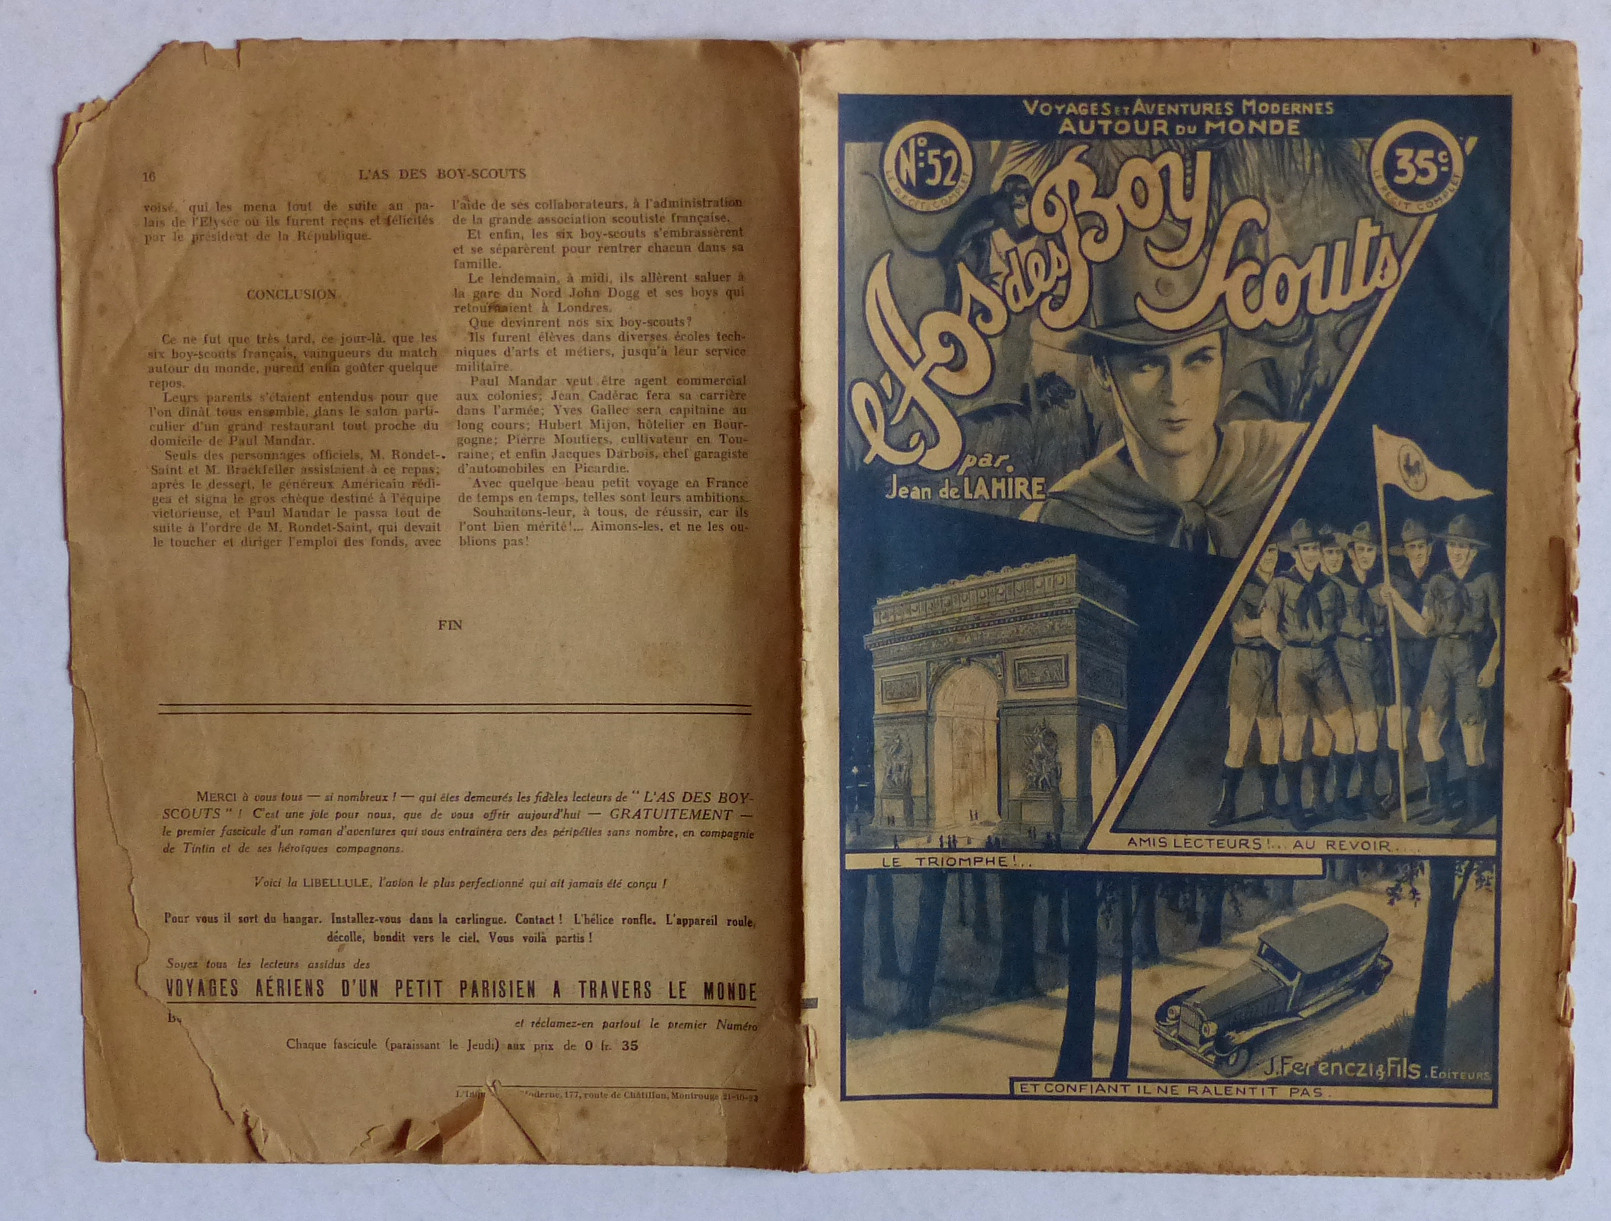 16
L'AS DES BOY-SCOUTS
voisé, qui les mena tout de suite au pa-
lais de l'Elysée où ils furent reçus et félicités
par le président de la République.
CONCLUSION
Ce ne fut que très tard, ce jour-là, que les
six boy-scouts français, vainqueurs du match
autour du monde, purent enfin goûter quelque
repos.
Leurs parents s'étaient entendus pour que
l'on dînât tous ensemble, dans le salon parti-
culier d'un grand restaurant tout proche du
domicile de Paul Mandar.
Seuls des personnages officiels, M. Rondet-
Saint et M. Brackfeller assistaient à ce repas;
après le dessert, le généreux Américain rédi-
gea et signa le gros chèque destiné à l'équipe
victorieuse, et Paul Mandar le passa tout de
suite à l'ordre de M. Rondet-Saint, qui devait
le toucher et diriger l'emploi des fonds, avec
l'aide de ses collaborateurs, à l'administration
de la grande association scoutiste française.
Et enfin, les six boy-scouts s'embrassèrent
et se séparèrent pour rentrer chacun dans sa
famille.
Le lendemain, à midi, ils allèrent saluer à
la gare du Nord John Dogg et ses boys qui
retournaient à Londres.
Que devinrent nos six boy-scouts?
Ils furent élèves dans diverses écoles tech-
niques d'arts et métiers, jusqu'à leur service
militaire.
Paul Mandar veut être agent commercial
aux colonies; Jean Cadérac fera sa carrière
dans l'armée; Yves Gallec sera capitaine au
long cours; Hubert Mijon, hôtelier en Bour-
gogne; Pierre Moutiers, cultivateur en Tou-
raine; et enfin Jacques Darbois, chef garagiste
d'automobiles en Picardie.
Avec quelque beau petit voyage en France
de temps en temps, telles sont leurs ambitions.
Souhaitons-leur, à tous, de réussir, car ils
l'ont bien mérité!... Aimons-les, et ne les ou-
blions pas!
FIN
MERCI à vous tous — si nombreux ! — qui êtes demeurés les fidèles lecteurs de " L'AS DES BOY-
SCOUTS " ! C'est une joie pour nous, que de vous offrir aujourd'hui — GRATUITEMENT —
le premier fascicule d'un roman d'aventures qui vous entraînera vers des péripéties sans nombre, en compagnie
de Tintin et de ses héroïques compagnons.
Voici la LIBELLULE, l'avion le plus perfectionné qui ait jamais été conçu !
Pour vous il sort du hangar. Installez-vous dans la carlingue. Contact ! L'hélice ronfle. L'appareil roule,
décolle, bondit vers le ciel. Vous voilà partis !
Soyez tous les lecteurs assidus des
VOYAGES AÉRIENS D'UN PETIT PARISIEN A TRAVERS LE MONDE
et réclamez-en partout le premier Numéro
Chaque fascicule (paraissant le Jeudi) aux prix de 0 fr. 35
Moderne, 177, route de Châtillon, Montrouge
VOYAGES ET AVENTURES MODERNES
AUTOUR DU MONDE
N°: 52
LE RECIT COMPLET
35c
LE RECIT COMPLET
l'As des Boy Scouts
par.
Jean de LAHIRE
LE TRIOMPHE !...
AMIS LECTEURS !... AU REVOIR....
J. FERENCZI & FILS. EDITEURS
ET CONFIANT IL NE RALENTIT PAS.